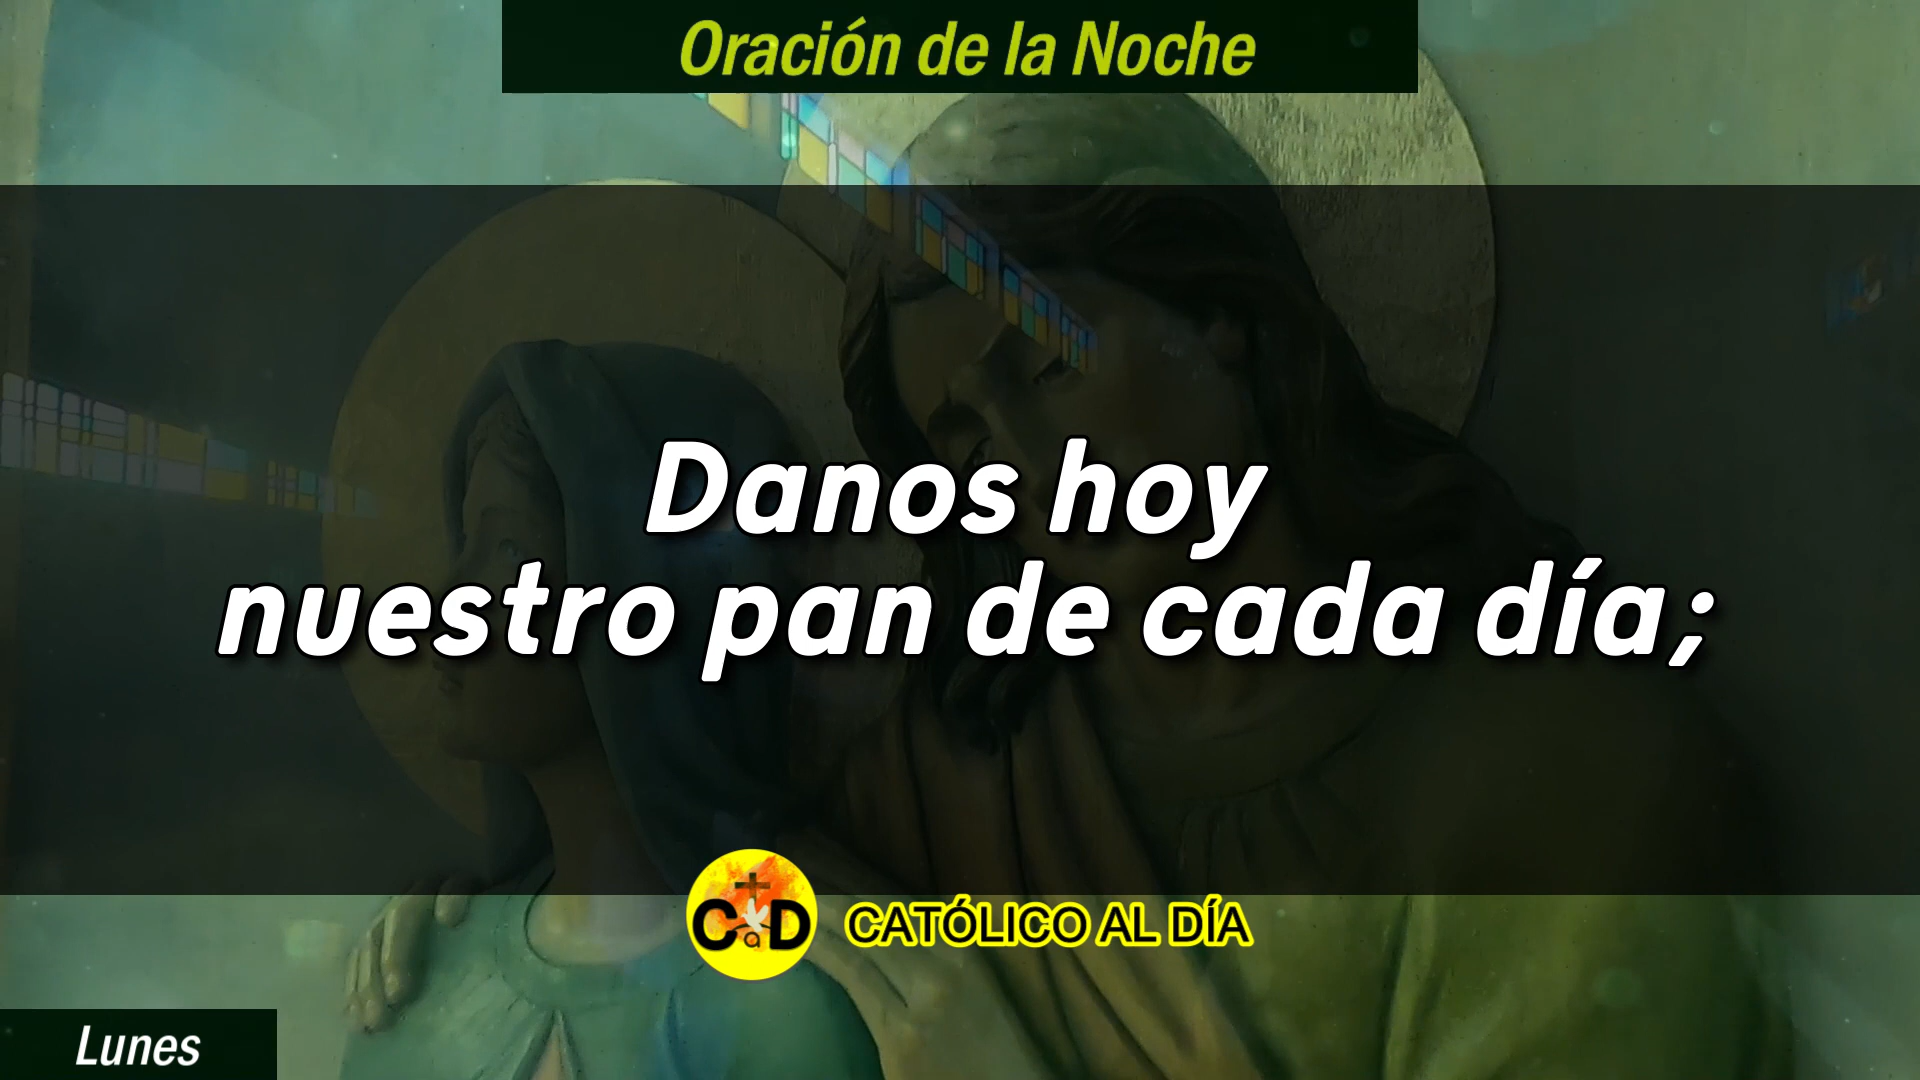 Oración de la Noche
Danos hoy
nuestro pan de cada día;
CaD
CATÓLICO AL DÍA
Lunes